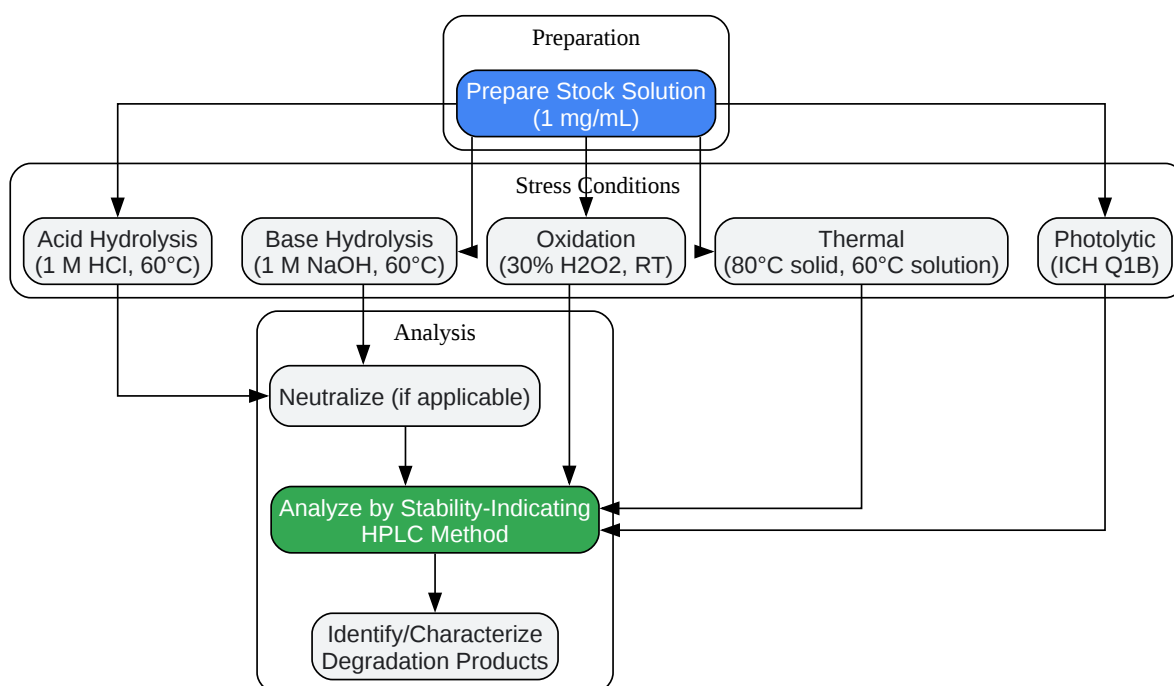 Preparation
Prepare Stock Solution
(1 mg/mL)
Stress Conditions
Acid Hydrolysis
(1 M HCl, 60°C)
Base Hydrolysis
(1 M NaOH, 60°C)
Oxidation
(30% H2O2, RT)
Thermal
(80°C solid, 60°C solution)
Photolytic
(ICH Q1B)
Analysis
Neutralize (if applicable)
Analyze by Stability-Indicating
HPLC Method
Identify/Characterize
Degradation Products